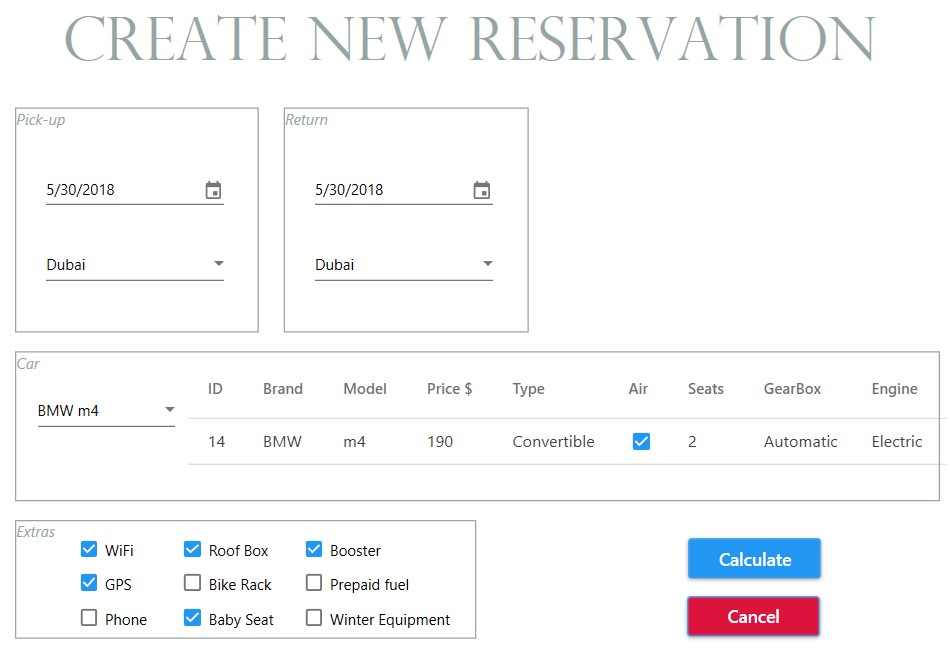 CREATE NEW RESERVATION
Pick-up
Return
5/30/2018
5/30/2018
Dubai
Dubai
Car
ID Brand Model Price $ Type Air Seats GearBox Engine
BMW m4
14 BMW m4 190 Convertible 2 Automatic Electric
Extras
WiFi Roof Box Booster
GPS Bike Rack Prepaid fuel
Phone Baby Seat Winter Equipment
Calculate
Cancel